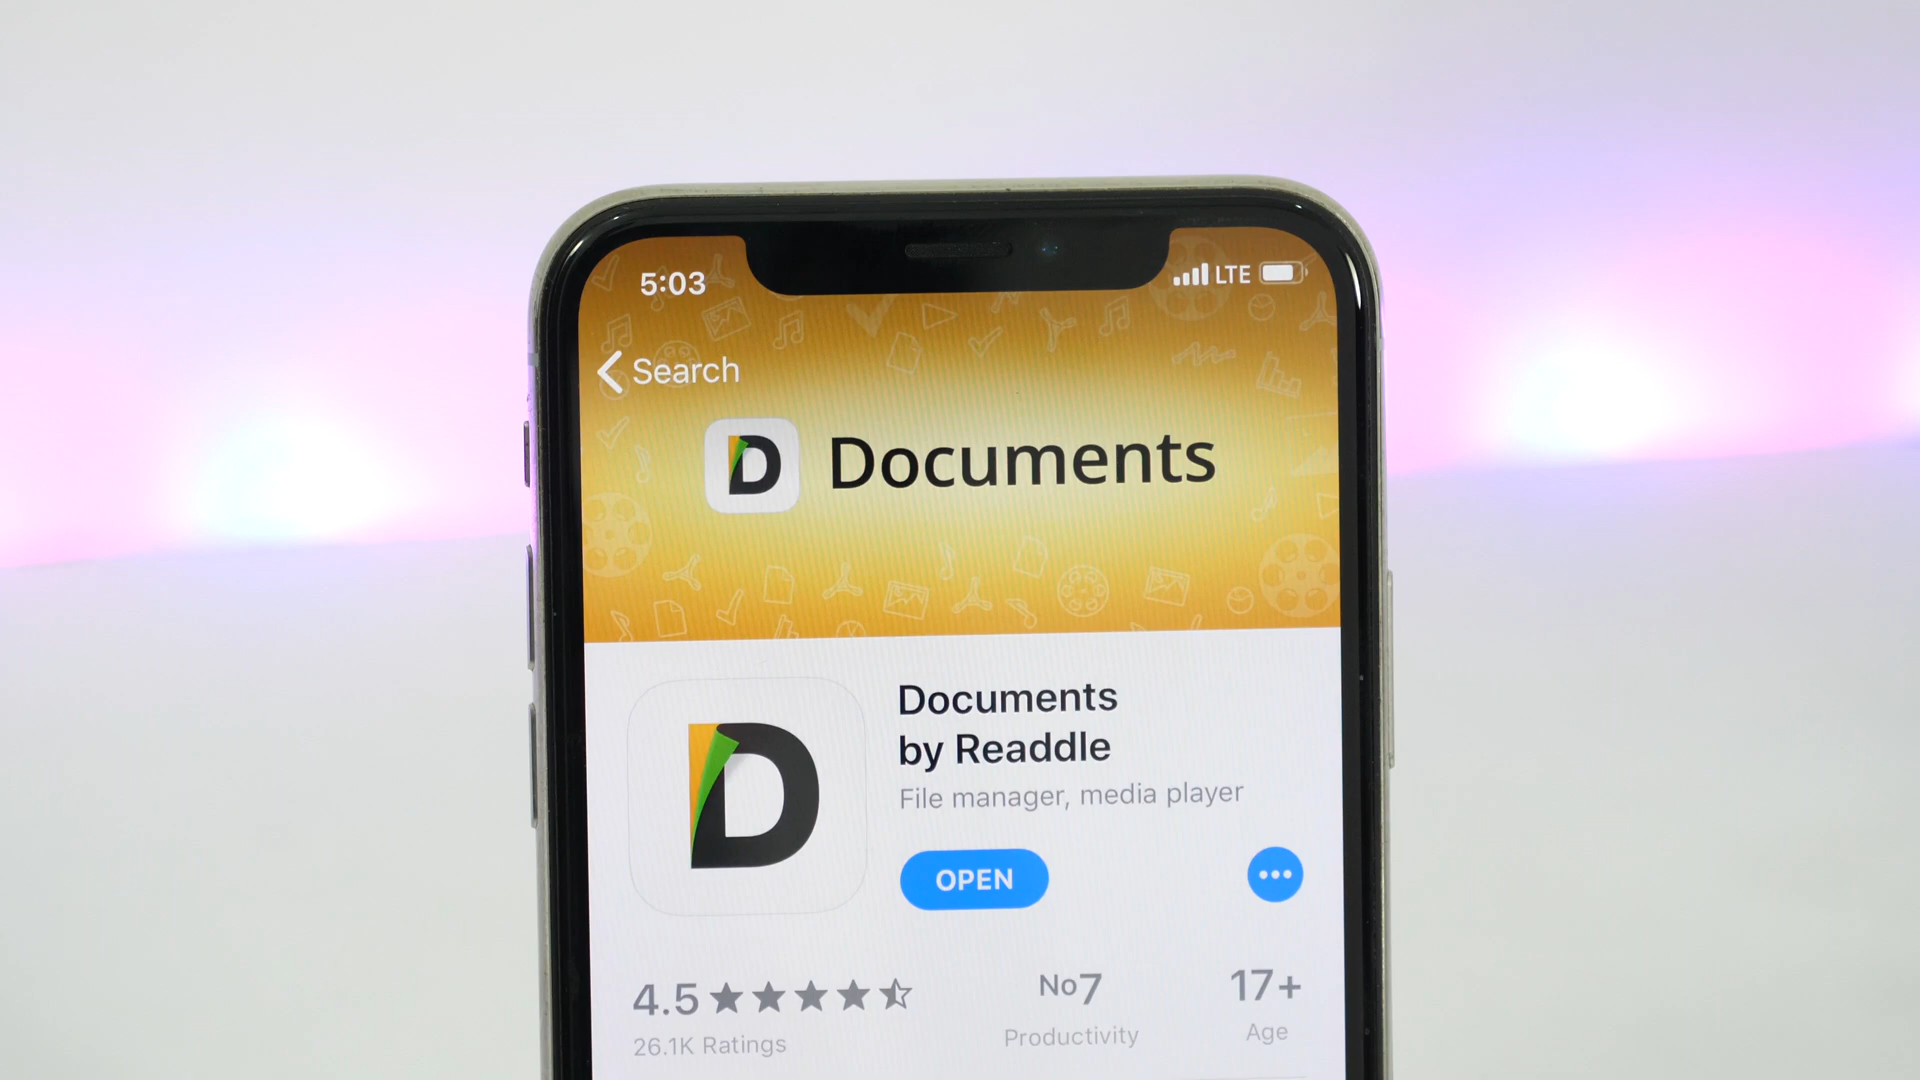 5:03
LTE
Search
D Documents
D
Documents
by Readdle
File manager, media player
OPEN
4.5
No7
17+
26.1K Ratings
Productivity
Age